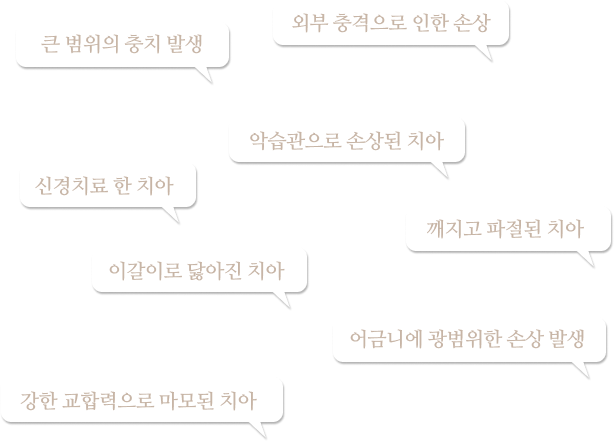 외부 충격으로 인한 손상
큰 범위의 충치 발생
악습관으로 손상된 치아
신경치료 한 치아
깨지고 파절된 치아
이갈이로 닳아진 치아
어금니에 광범위한 손상 발생
강한 교합력으로 마모된 치아